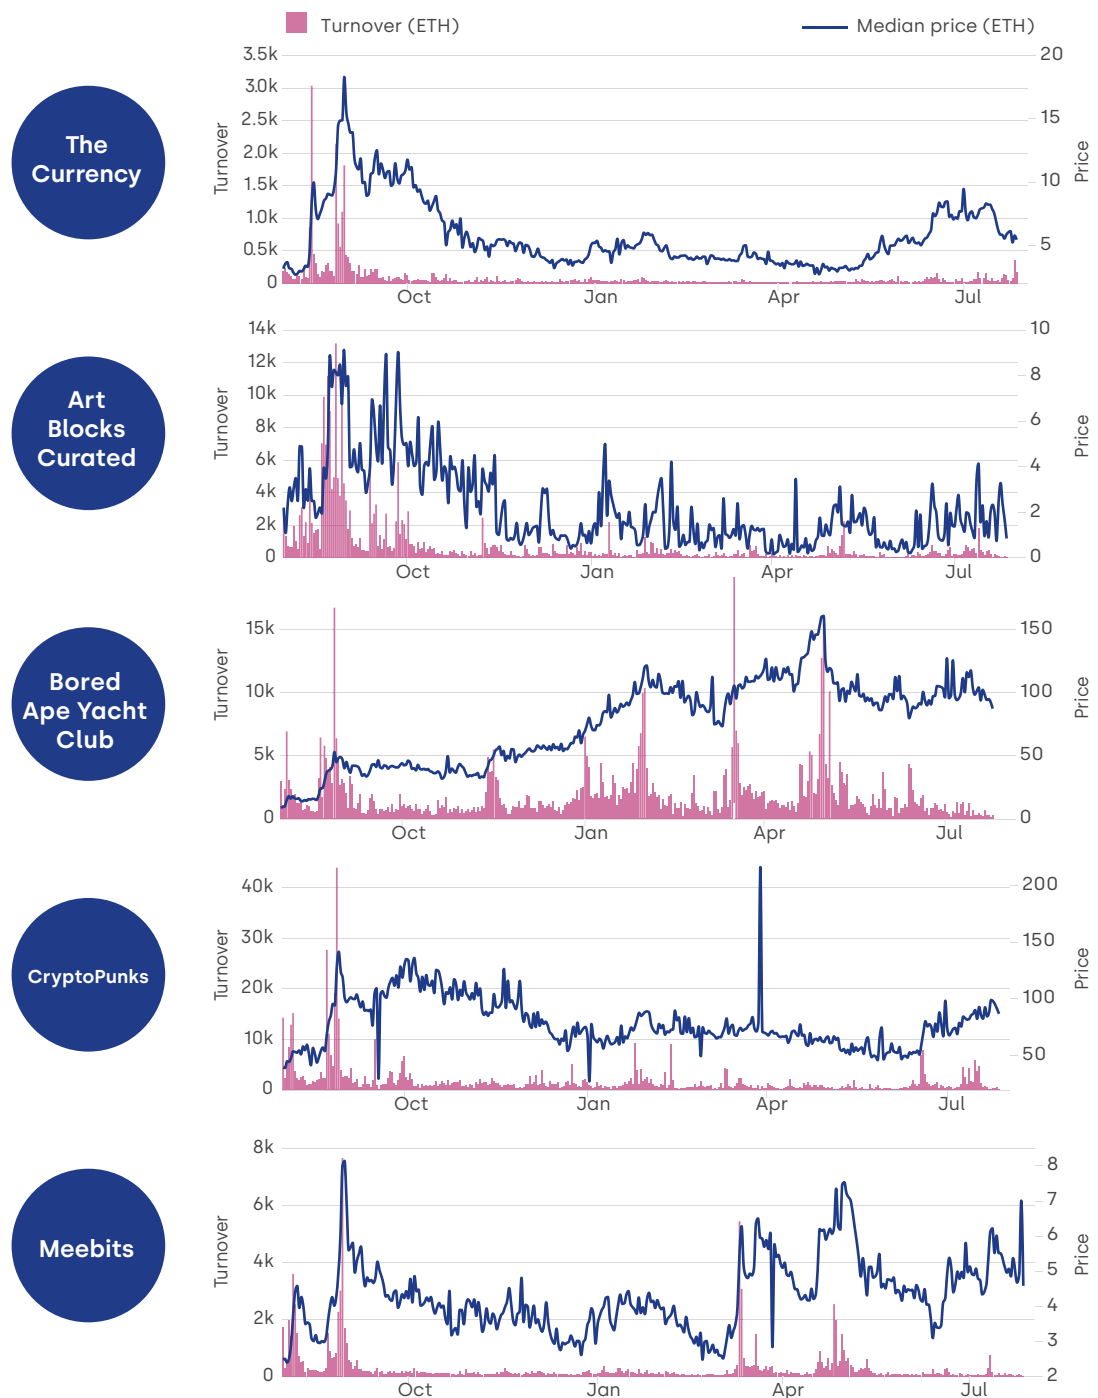 Turnover (ETH)
Median price (ETH)
The
Currency
Turnover
3.5k
3.0k
2.5k
2.0k
1.5k
1.0k
0.5k
0
20
15
10
5
Price
Oct
Jan
Apr
Jul
Art
Blocks
Curated
Turnover
14k
12k
10k
8k
6k
4k
2k
0
10
8
6
4
2
0
Price
Oct
Jan
Apr
Jul
Bored
Ape Yacht
Club
Turnover
15k
10k
5k
0
150
100
50
0
Price
Oct
Jan
Apr
Jul
CryptoPunks
Turnover
40k
30k
20k
10k
0
200
150
100
50
Price
Oct
Jan
Apr
Jul
Meebits
Turnover
8k
6k
4k
2k
0
8
7
6
5
4
3
2
Price
Oct
Jan
Apr
Jul